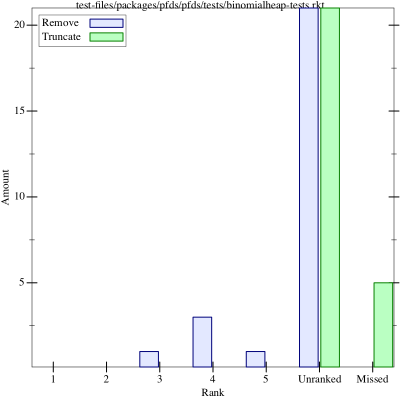 test-files/packages/pfds/pfds/tests/binomialheap-tests.rkt
Remove
Truncate
20
15
10
5
Amount
1 2 3 4 5 Unranked Missed
Rank